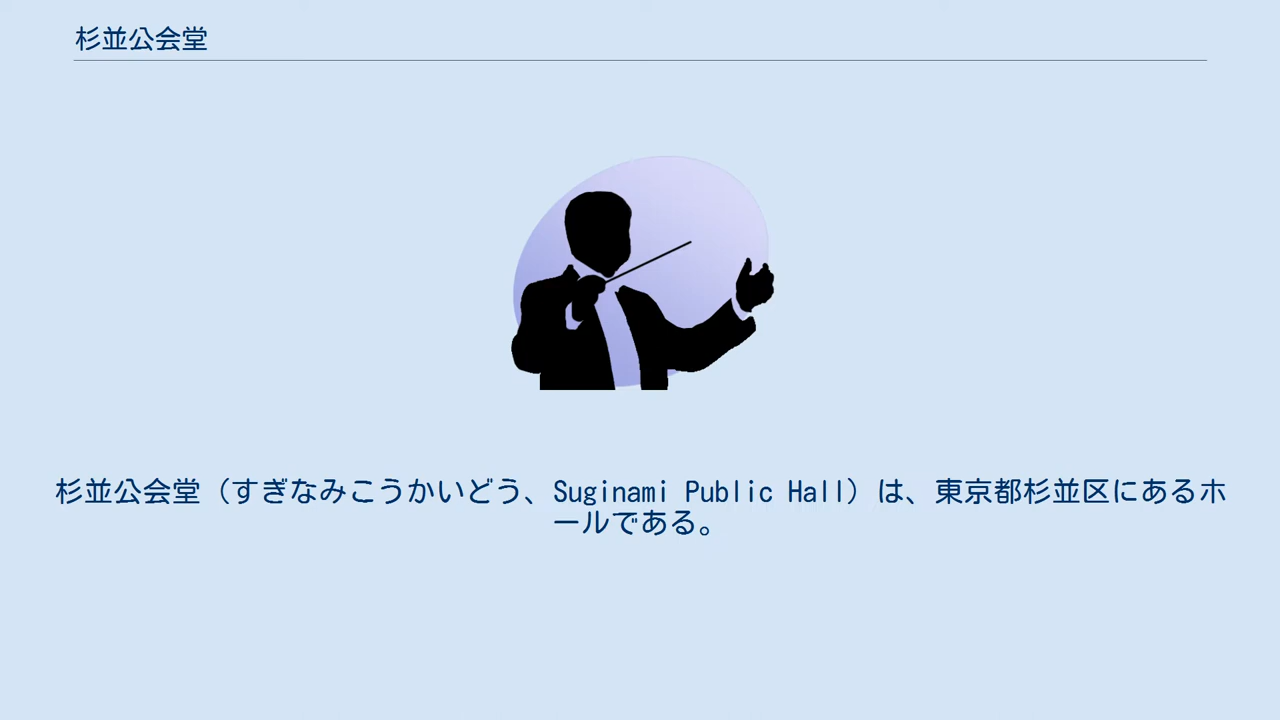 杉並公会堂
杉並公会堂（すぎなみこうかいどう、Suginami Public Hall）は、東京都杉並区にあるホ
ールである。